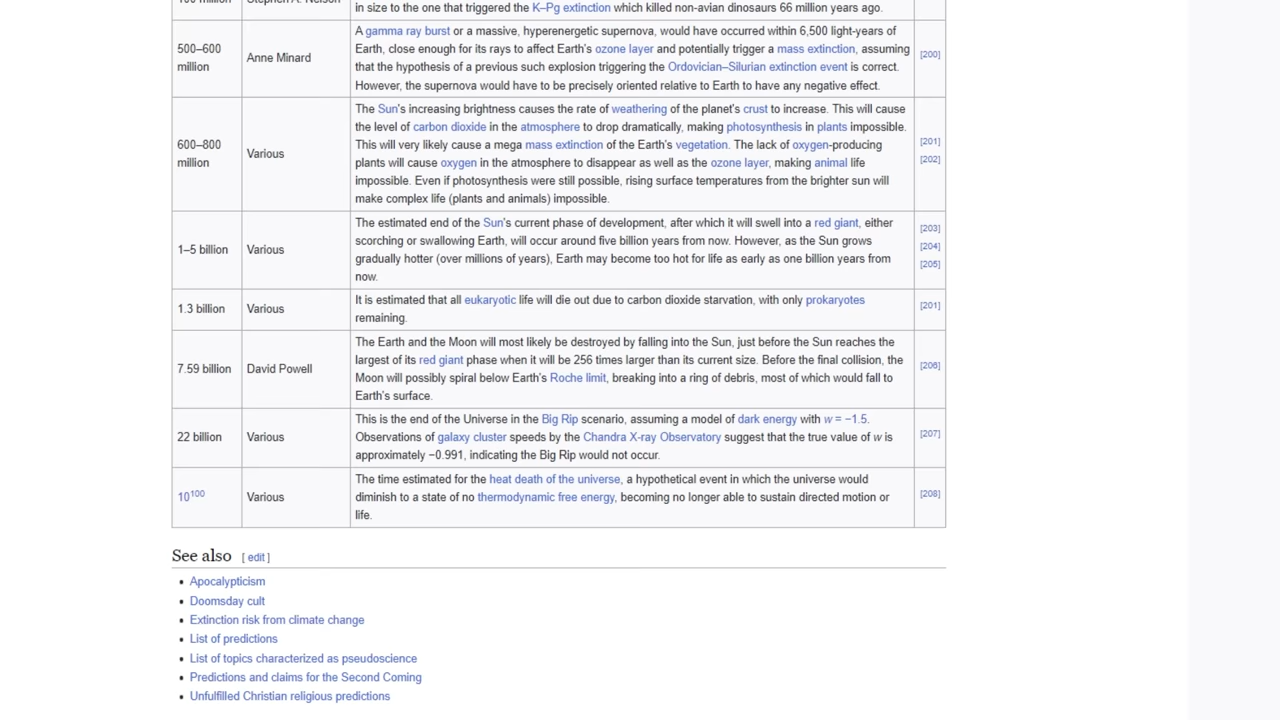 100 million Stephen A. Nelson
in size to the one that triggered the K–Pg extinction which killed non-avian dinosaurs 66 million years ago.
500–600
million
Anne Minard
A gamma ray burst or a massive, hyperenergetic supernova, would have occurred within 6,500 light-years of
Earth, close enough for its rays to affect Earth's ozone layer and potentially trigger a mass extinction, assuming
that the hypothesis of a previous such explosion triggering the Ordovician–Silurian extinction event is correct.
However, the supernova would have to be precisely oriented relative to Earth to have any negative effect.
[200]
600–800
million
Various
The Sun's increasing brightness causes the rate of weathering of the planet's crust to increase. This will cause
the level of carbon dioxide in the atmosphere to drop dramatically, making photosynthesis in plants impossible.
This will very likely cause a mega mass extinction of the Earth's vegetation. The lack of oxygen-producing
plants will cause oxygen in the atmosphere to disappear as well as the ozone layer, making animal life
impossible. Even if photosynthesis were still possible, rising surface temperatures from the brighter sun will
make complex life (plants and animals) impossible.
[201]
[202]
1–5 billion
Various
The estimated end of the Sun's current phase of development, after which it will swell into a red giant, either
scorching or swallowing Earth, will occur around five billion years from now. However, as the Sun grows
gradually hotter (over millions of years), Earth may become too hot for life as early as one billion years from
now.
[203]
[204]
[205]
1.3 billion
Various
It is estimated that all eukaryotic life will die out due to carbon dioxide starvation, with only prokaryotes
remaining.
[201]
7.59 billion
David Powell
The Earth and the Moon will most likely be destroyed by falling into the Sun, just before the Sun reaches the
largest of its red giant phase when it will be 256 times larger than its current size. Before the final collision, the
Moon will possibly spiral below Earth's Roche limit, breaking into a ring of debris, most of which would fall to
Earth's surface.
[206]
22 billion
Various
This is the end of the Universe in the Big Rip scenario, assuming a model of dark energy with w = −1.5.
Observations of galaxy cluster speeds by the Chandra X-ray Observatory suggest that the true value of w is
approximately −0.991, indicating the Big Rip would not occur.
[207]
10¹⁰⁰
Various
The time estimated for the heat death of the universe, a hypothetical event in which the universe would
diminish to a state of no thermodynamic free energy, becoming no longer able to sustain directed motion or
life.
[208]
See also [ edit ]
• Apocalypticism
• Doomsday cult
• Extinction risk from climate change
• List of predictions
• List of topics characterized as pseudoscience
• Predictions and claims for the Second Coming
• Unfulfilled Christian religious predictions